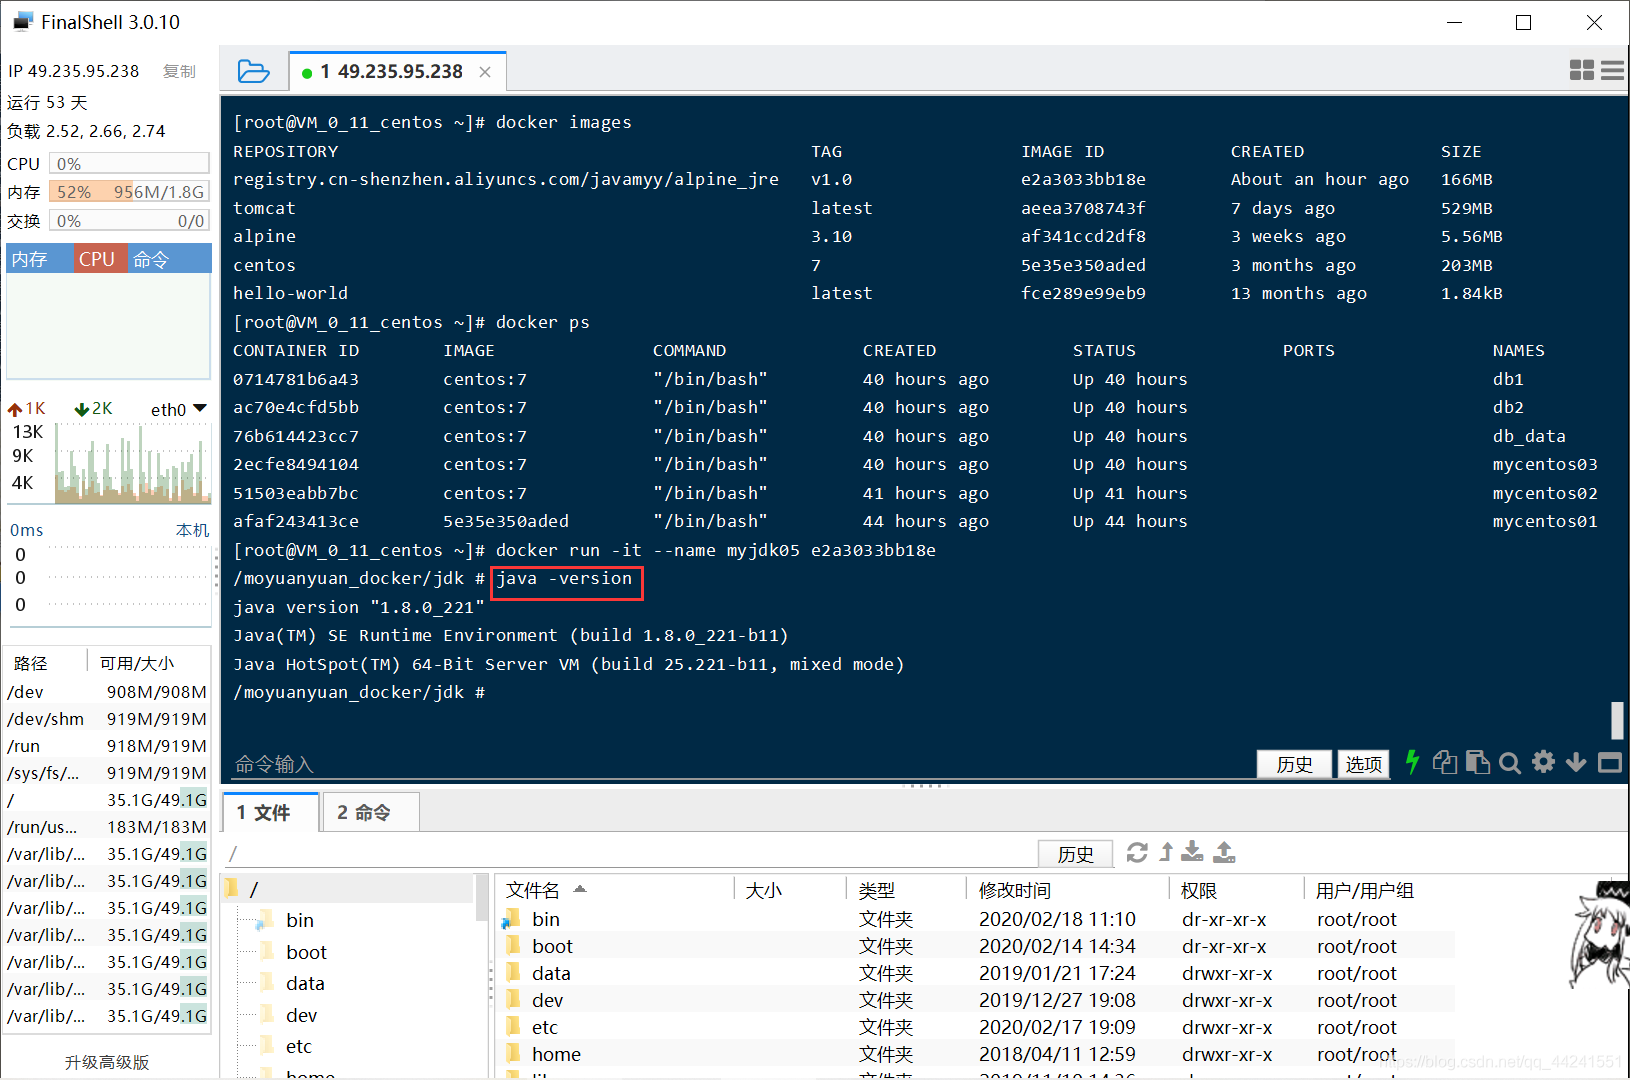 FinalShell 3.0.10
IP 49.235.95.238 复制
运行 53 天
负载 2.52, 2.66, 2.74
CPU 0%
内存 52% 956M/1.8G
交换 0% 0/0
内存 CPU 命令
1K 2K eth0
13K
9K
4K
0ms 本机
0
0
0
路径 可用/大小
/dev 908M/908M
/dev/shm 919M/919M
/run 918M/919M
/sys/fs/... 919M/919M
/ 35.1G/49.1G
/run/us... 183M/183M
/var/lib/... 35.1G/49.1G
/var/lib/... 35.1G/49.1G
/var/lib/... 35.1G/49.1G
/var/lib/... 35.1G/49.1G
/var/lib/... 35.1G/49.1G
/var/lib/... 35.1G/49.1G
/var/lib/... 35.1G/49.1G
升级高级版
1 49.235.95.238
[root@VM_0_11_centos ~]# docker images
REPOSITORY TAG IMAGE ID CREATED SIZE
registry.cn-shenzhen.aliyuncs.com/javamyy/alpine_jre v1.0 e2a3033bb18e About an hour ago 166MB
tomcat latest aeea3708743f 7 days ago 529MB
alpine 3.10 af341ccd2df8 3 weeks ago 5.56MB
centos 7 5e35e350aded 3 months ago 203MB
hello-world latest fce289e99eb9 13 months ago 1.84kB
[root@VM_0_11_centos ~]# docker ps
CONTAINER ID IMAGE COMMAND CREATED STATUS PORTS NAMES
0714781b6a43 centos:7 "/bin/bash" 40 hours ago Up 40 hours db1
ac70e4cfd5bb centos:7 "/bin/bash" 40 hours ago Up 40 hours db2
76b614423cc7 centos:7 "/bin/bash" 40 hours ago Up 40 hours db_data
2ecfe8494104 centos:7 "/bin/bash" 40 hours ago Up 40 hours mycentos03
51503eabb7bc centos:7 "/bin/bash" 41 hours ago Up 41 hours mycentos02
afaf243413ce 5e35e350aded "/bin/bash" 44 hours ago Up 44 hours mycentos01
[root@VM_0_11_centos ~]# docker run -it --name myjdk05 e2a3033bb18e
/moyuanyuan_docker/jdk # java -version
java version "1.8.0_221"
Java(TM) SE Runtime Environment (build 1.8.0_221-b11)
Java HotSpot(TM) 64-Bit Server VM (build 25.221-b11, mixed mode)
/moyuanyuan_docker/jdk #
命令输入 历史 选项
1 文件 2 命令
/ 历史
/
bin
boot
data
dev
etc
home
文件名 大小 类型 修改时间 权限 用户/用户组
bin 文件夹 2020/02/18 11:10 dr-xr-xr-x root/root
boot 文件夹 2020/02/14 14:34 dr-xr-xr-x root/root
data 文件夹 2019/01/21 17:24 drwxr-xr-x root/root
dev 文件夹 2019/12/27 19:08 drwxr-xr-x root/root
etc 文件夹 2020/02/17 19:09 drwxr-xr-x root/root
home 文件夹 2018/04/11 12:59 drwxr-xr-x root/root
https://blog.csdn.net/qq_44241551